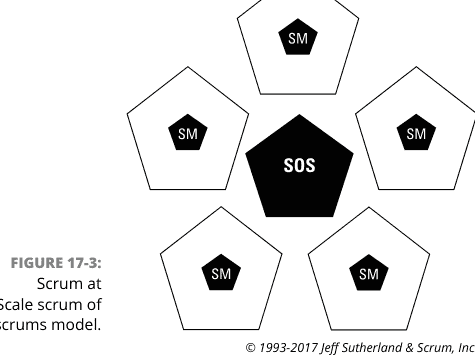 SM
SM
SM
SOS
SM
SM
FIGURE 17-3:
Scrum at
Scale scrum of
scrums model.
© 1993-2017 Jeff Sutherland & Scrum, Inc